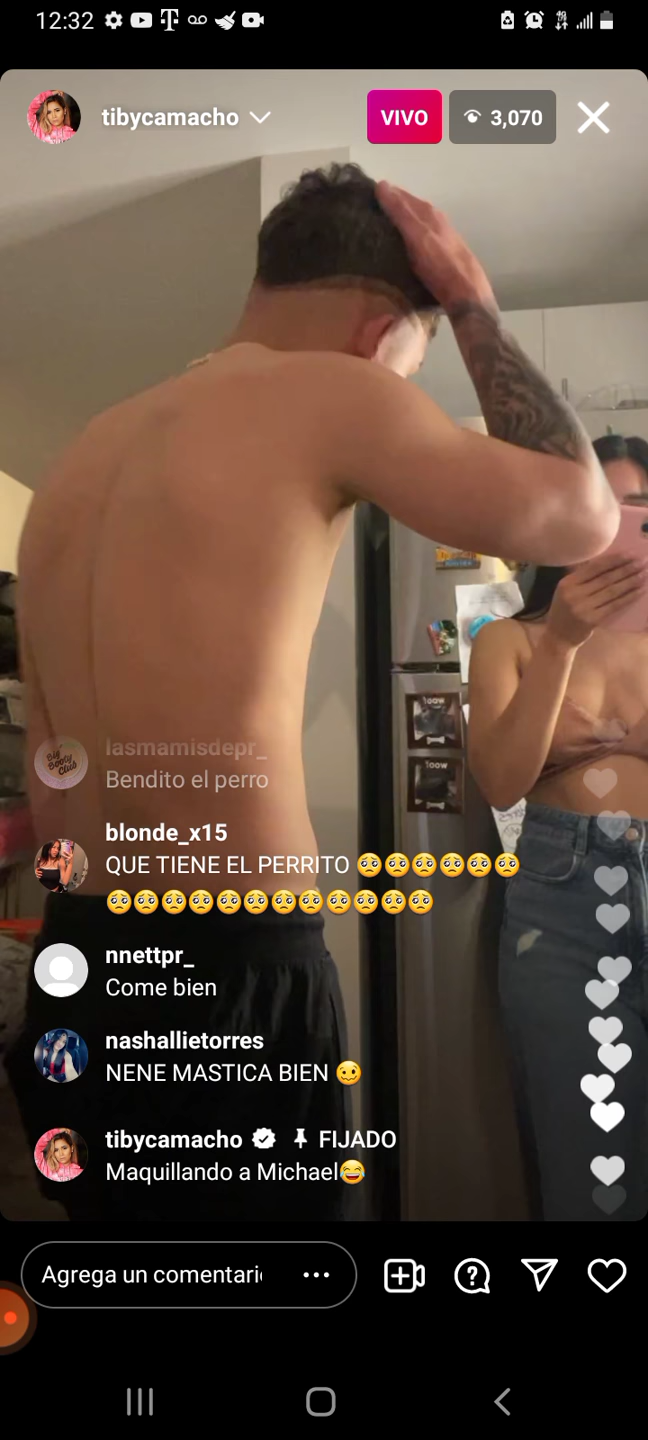 12:32
tibycamacho
VIVO
3,070
lasmamisdepr_
Bendito el perro
blonde_x15
QUE TIENE EL PERRITO 🥺🥺🥺🥺🥺🥺
🥺🥺🥺🥺🥺🥺🥺🥺🥺🥺🥺🥺
nnettpr_
Come bien
nashallietorres
NENE MASTICA BIEN 🥴
tibycamacho FIJADO
Maquillando a Michael😂
Agrega un comentari